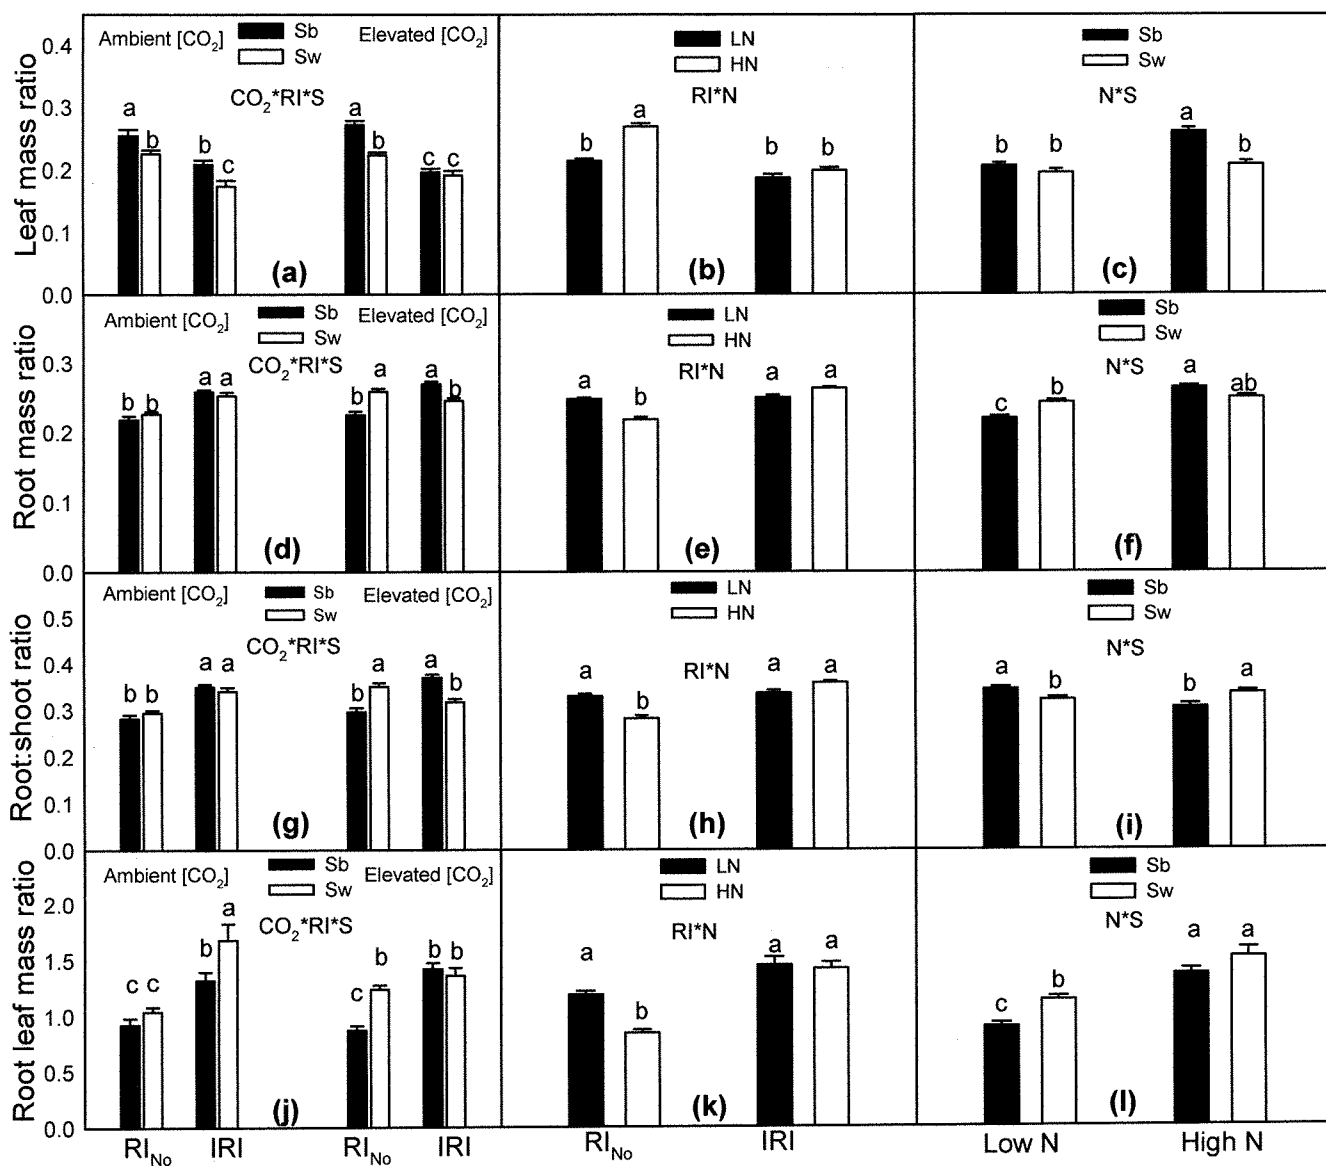 Leaf mass ratio
0.4
0.3
0.2
0.1
0.0
Ambient [CO2]
Sb
Sw
Elevated [CO2]
CO2*RI*S
a
b
b
c
a
b
c
c
(a)
LN
HN
RI*N
b
a
b
b
(b)
Sb
Sw
N*S
b
b
a
b
(c)
Root mass ratio
0.3
0.2
0.1
0.0
Ambient [CO2]
Sb
Sw
Elevated [CO2]
CO2*RI*S
b
b
a
a
b
a
a
b
(d)
LN
HN
RI*N
a
b
a
a
(e)
Sb
Sw
N*S
c
b
a
ab
(f)
Root:shoot ratio
0.5
0.4
0.3
0.2
0.1
0.0
Ambient [CO2]
Sb
Sw
Elevated [CO2]
CO2*RI*S
b
b
a
a
b
a
a
b
(g)
LN
HN
RI*N
a
b
a
a
(h)
Sb
Sw
N*S
a
b
b
a
(i)
Root leaf mass ratio
2.0
1.5
1.0
0.5
0.0
Ambient [CO2]
Sb
Sw
Elevated [CO2]
CO2*RI*S
c
c
b
a
c
b
b
b
(j)
LN
HN
RI*N
a
b
a
a
(k)
Sb
Sw
N*S
c
b
a
a
(l)
RINo
IRI
RINo
IRI
RINo
IRI
Low N
High N